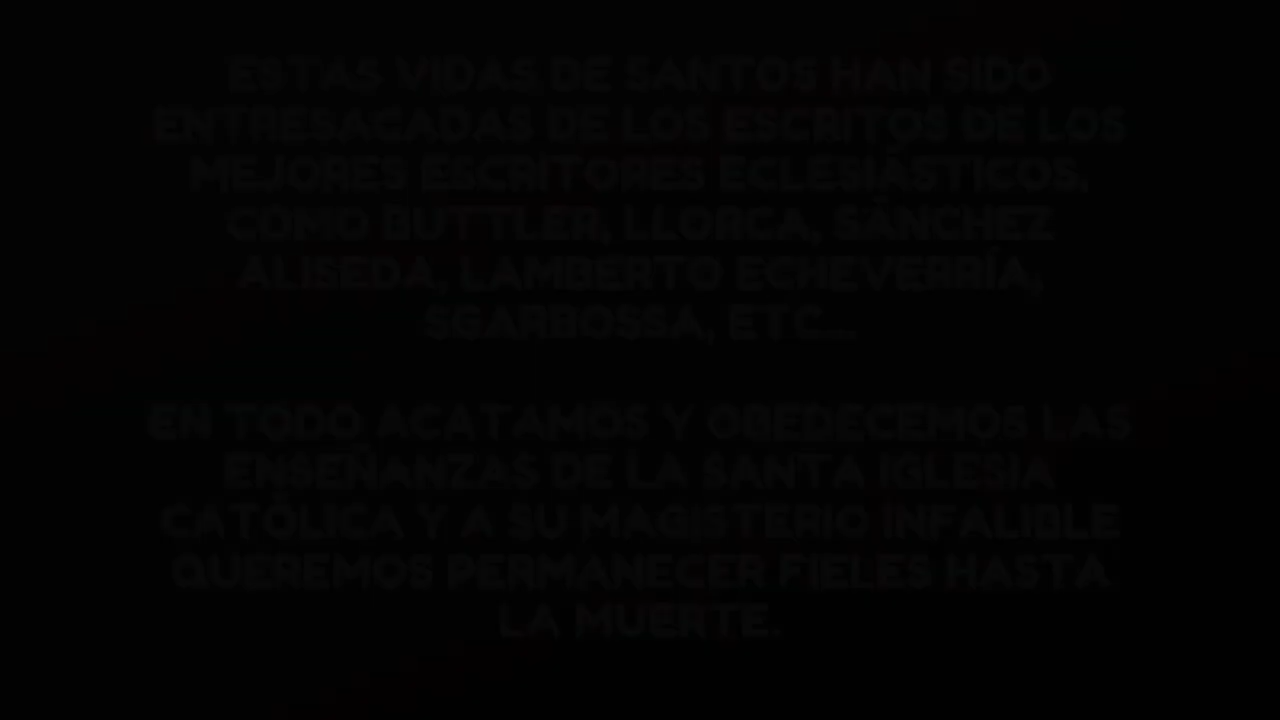 ESTAS VIDAS DE SANTOS HAN SIDO
ENTRESACADAS DE LOS ESCRITOS DE LOS
MEJORES ESCRITORES ECLESIÁSTICOS,
COMO BUTTLER, LLORCA, SÁNCHEZ
ALISEDA, LAMBERTO ECHEVERRÍA,
SGARBOSSA, ETC...
EN TODO ACATAMOS Y OBEDECEMOS LAS
ENSEÑANZAS DE LA SANTA IGLESIA
CATÓLICA Y A SU MAGISTERIO INFALIBLE
QUEREMOS PERMANECER FIELES HASTA
LA MUERTE.